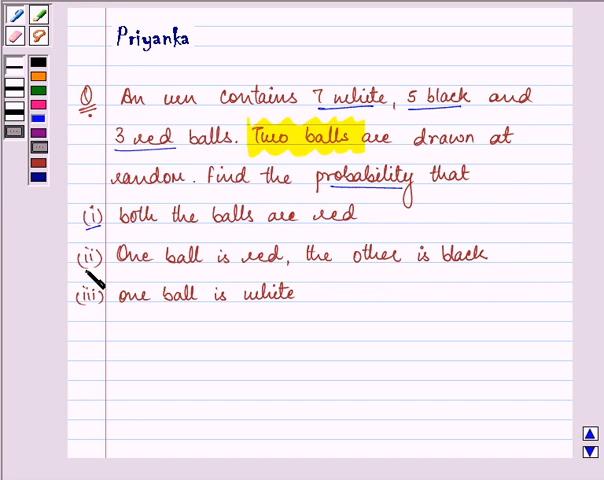 Priyanka
Q An urn contains 7 white, 5 black and
3 red balls. Two balls are drawn at
random. Find the probability that
(i) both the balls are red
(ii) One ball is red, the other is black
(iii) one ball is white